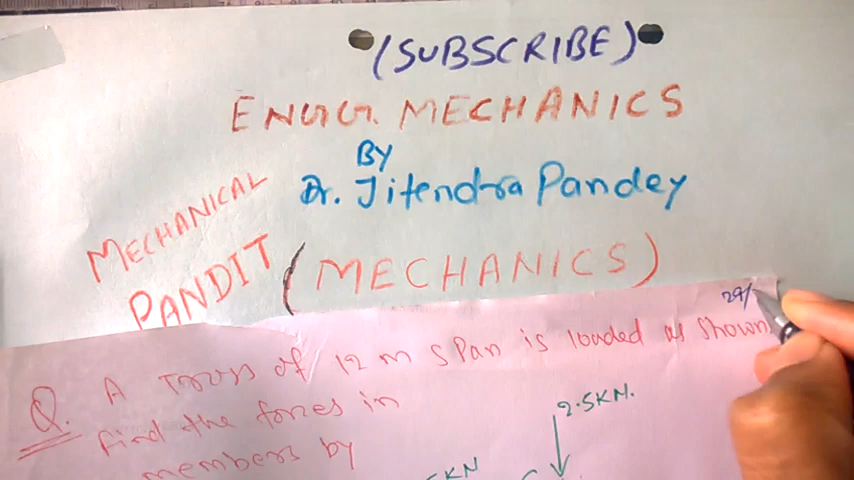 (SUBSCRIBE)
ENGG. MECHANICS
BY
Dr. Jitendra Pandey
MECHANICAL
PANDIT
(MECHANICS)
29/
Q. A Truss of 12 m span is loaded as shown
find the forces in
members by
2.5KN.
5KN